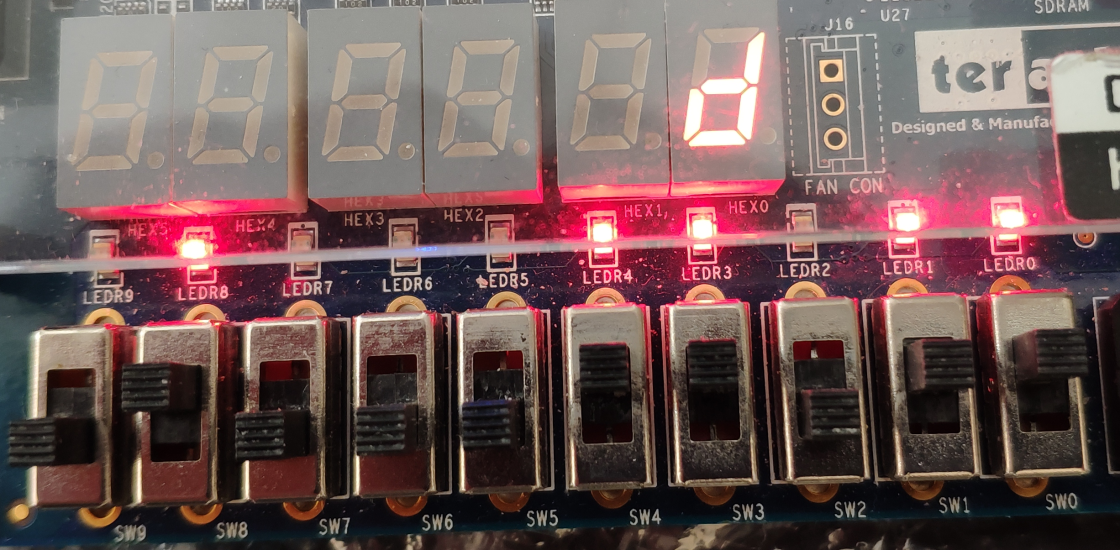 SDRAM
U27
J16
ter
Designed & Manufac
d
FAN CON
HEX5 HEX4 HEX3 HEX2 HEX1 HEX0
LEDR9 LEDR8 LEDR7 LEDR6 LEDR5 LEDR4 LEDR3 LEDR2 LEDR1 LEDR0
SW9 SW8 SW7 SW6 SW5 SW4 SW3 SW2 SW1 SW0